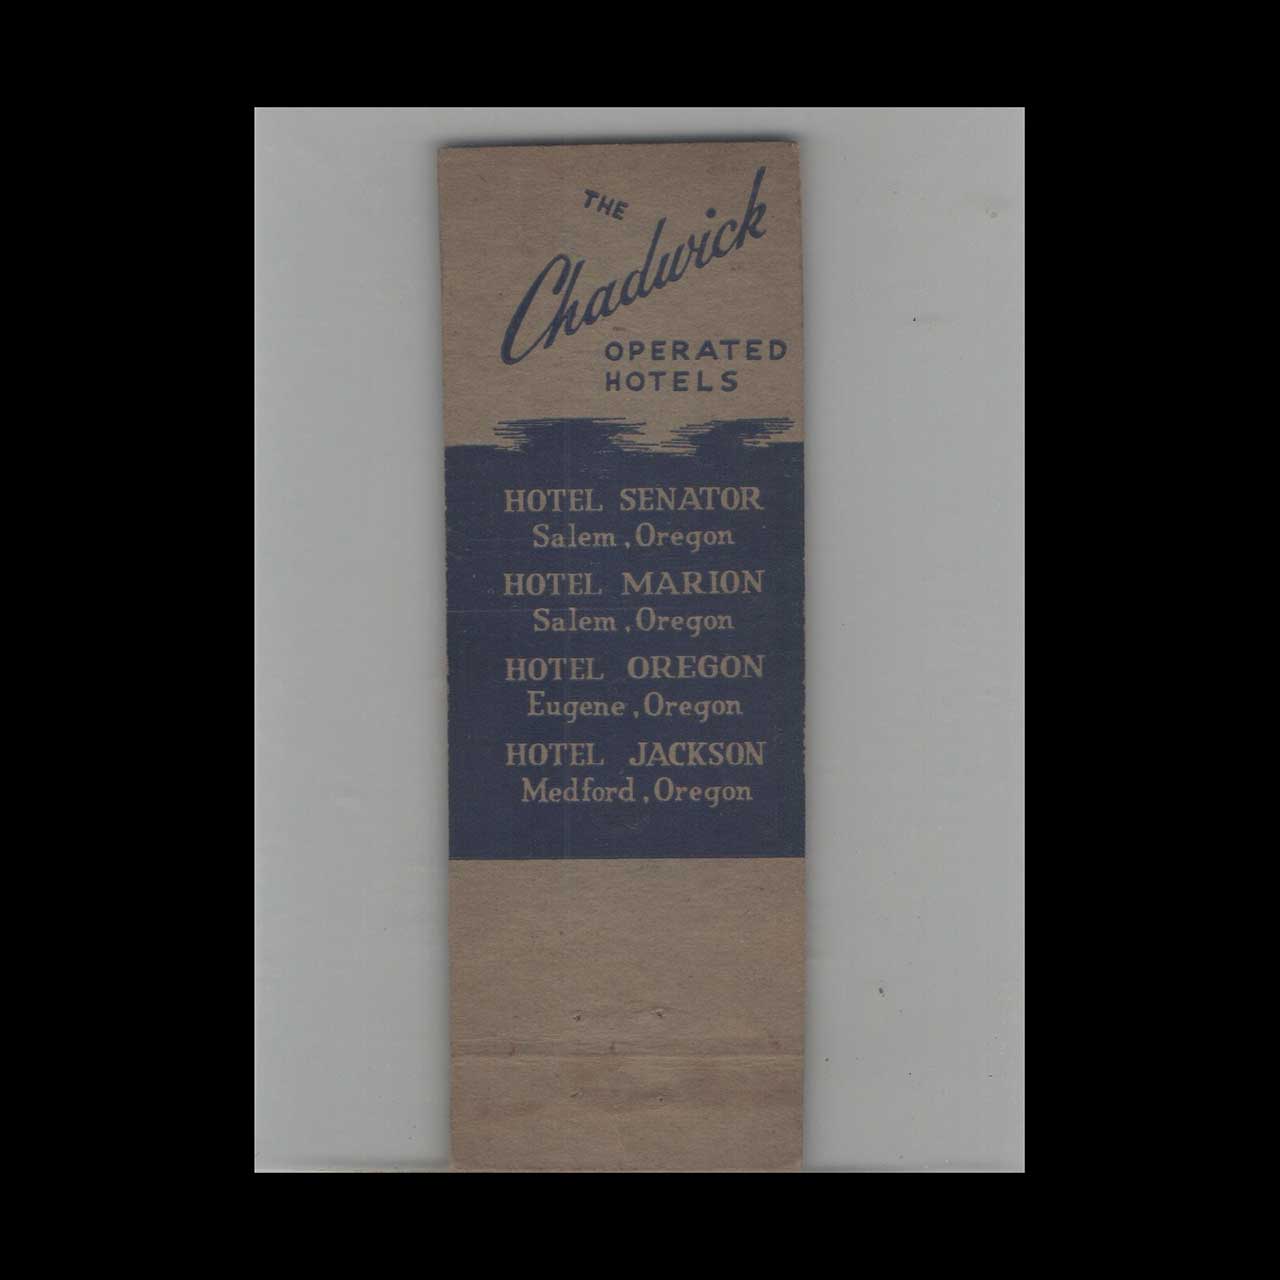 THE
Chadwick
OPERATED
HOTELS
HOTEL SENATOR
Salem, Oregon
HOTEL MARION
Salem, Oregon
HOTEL OREGON
Eugene, Oregon
HOTEL JACKSON
Medford, Oregon